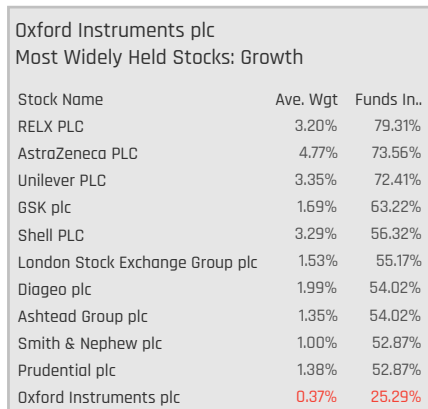 Oxford Instruments plc
Most Widely Held Stocks: Growth
Stock Name Ave. Wgt Funds In..
RELX PLC 3.20% 79.31%
AstraZeneca PLC 4.77% 73.56%
Unilever PLC 3.35% 72.41%
GSK plc 1.69% 63.22%
Shell PLC 3.29% 56.32%
London Stock Exchange Group plc 1.53% 55.17%
Diageo plc 1.99% 54.02%
Ashtead Group plc 1.35% 54.02%
Smith & Nephew plc 1.00% 52.87%
Prudential plc 1.38% 52.87%
Oxford Instruments plc 0.37% 25.29%